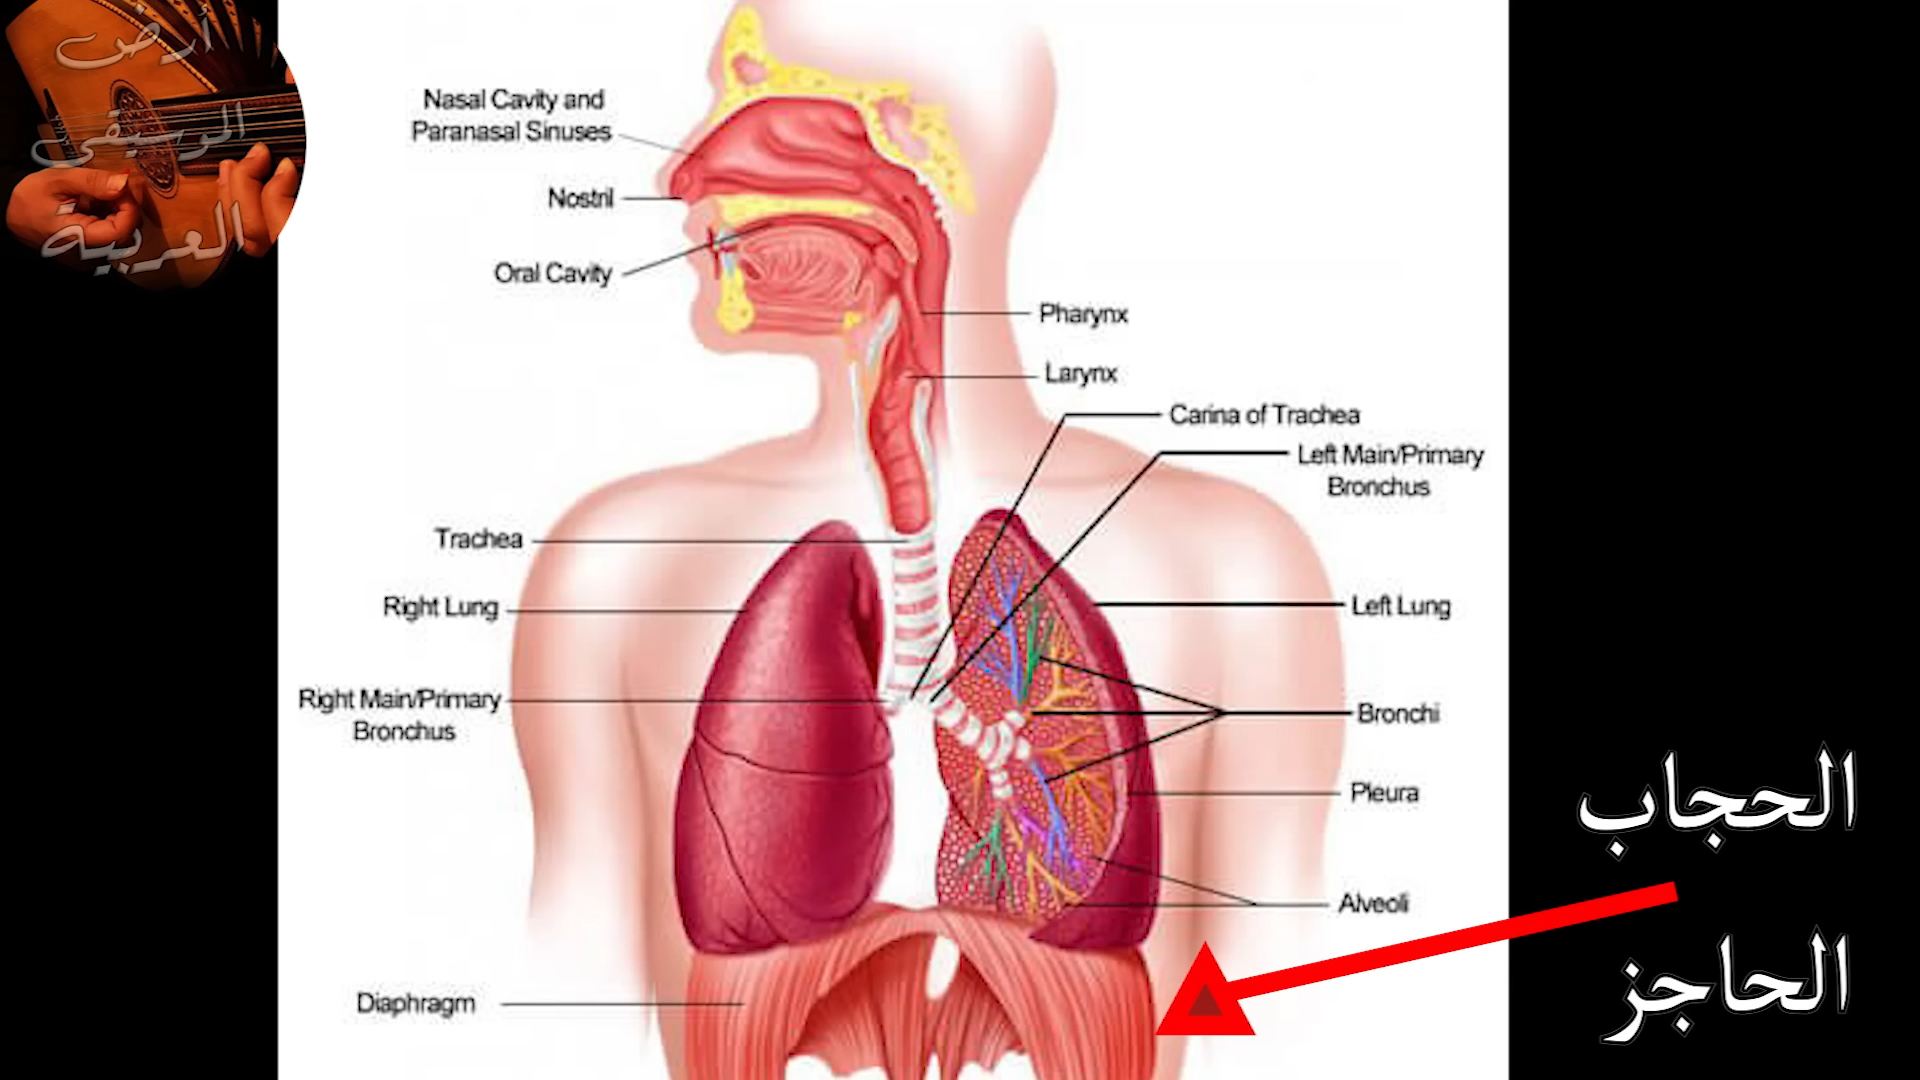 أرض
الموسيقى
العربية
Nasal Cavity and
Paranasal Sinuses
Nostril
Oral Cavity
Pharynx
Larynx
Carina of Trachea
Left Main/Primary
Bronchus
Trachea
Right Lung
Left Lung
Right Main/Primary
Bronchus
Bronchi
Pleura
Alveoli
Diaphragm
الحجاب
الحاجز